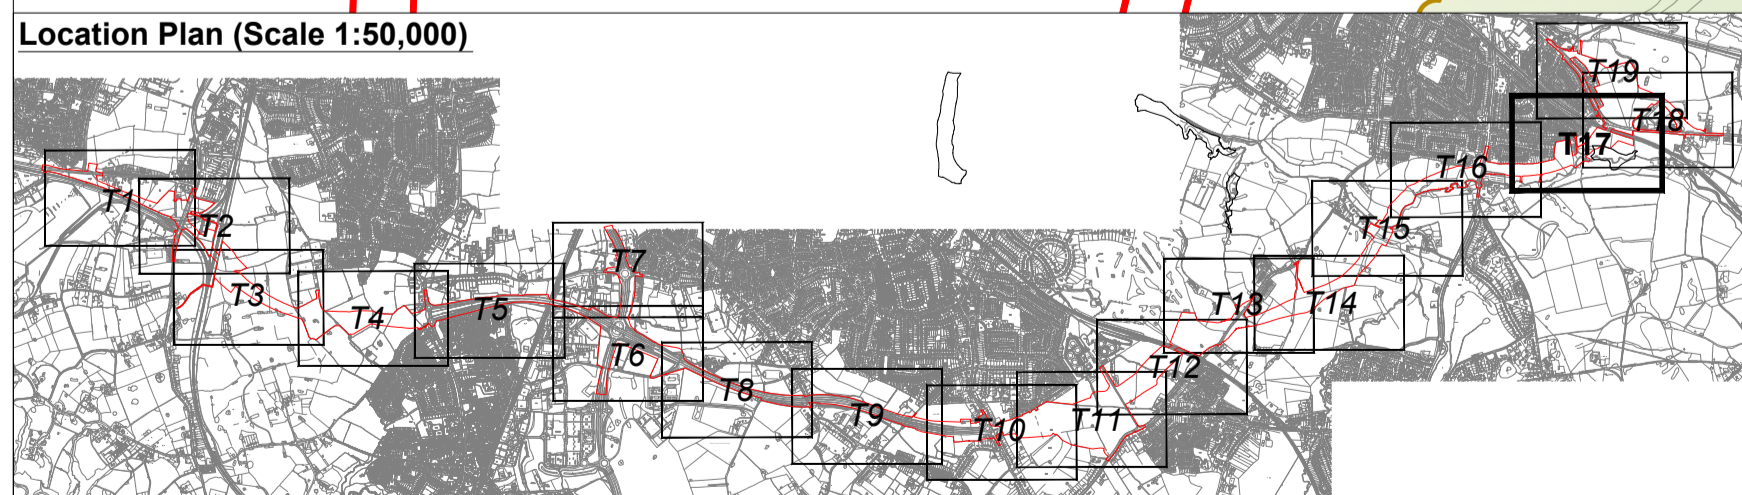 Location Plan (Scale 1:50,000)
T1
T2
T3
T4
T5
T6
T7
T8
T9
T10
T11
T12
T13
T14
T15
T16
T17
T18
T19